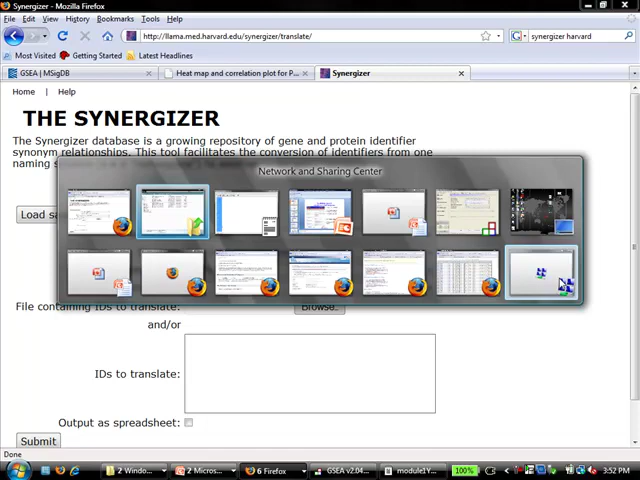 Synergizer - Mozilla Firefox
File Edit View History Bookmarks Tools Help
http://llama.med.harvard.edu/synergizer/translate/
synergizer harvard
Most Visited Getting Started Latest Headlines
GSEA | MSigDB
Heat map and correlation plot for P...
Synergizer
Home | Help
THE SYNERGIZER
The Synergizer database is a growing repository of gene and protein identifier
synonym relationships. This tool facilitates the conversion of identifiers from one
naming
Network and Sharing Center
Load sa
File containing IDs to translate:
Browse..
and/or
IDs to translate:
Output as spreadsheet:
Submit
Done
2 Windo...
2 Micros...
6 Firefox
GSEA v2.04...
module1Y...
100%
3:52 PM